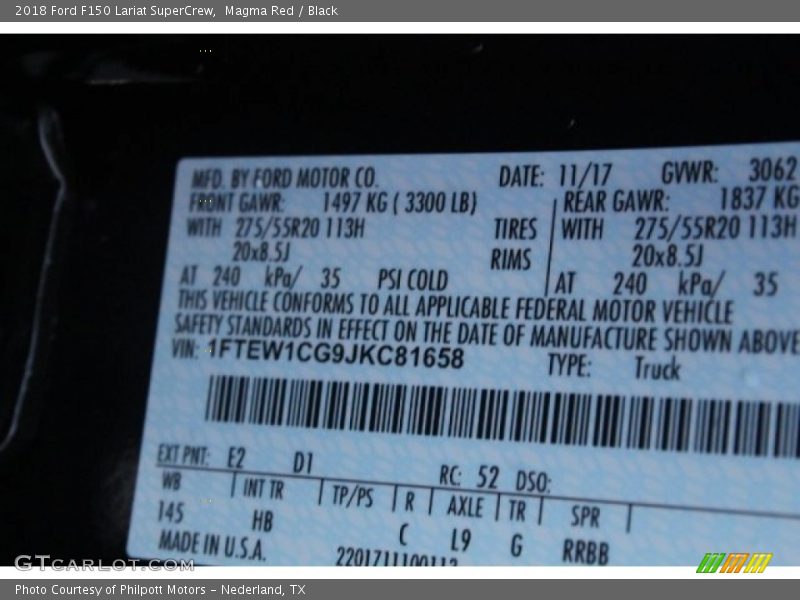 2018 Ford F150 Lariat SuperCrew,  Magma Red / Black
MFD. BY FORD MOTOR CO. DATE: 11/17 GVWR: 3062
FRONT GAWR: 1497 KG ( 3300 LB) REAR GAWR: 1837 KG
WITH 275/55R20 113H TIRES WITH 275/55R20 113H
20x8.5J RIMS 20x8.5J
AT 240 kPa/ 35 PSI COLD AT 240 kPa/ 35
THIS VEHICLE CONFORMS TO ALL APPLICABLE FEDERAL MOTOR VEHICLE
SAFETY STANDARDS IN EFFECT ON THE DATE OF MANUFACTURE SHOWN ABOVE
VIN: 1FTEW1CG9JKC81658 TYPE: Truck
EXT PNT: E2 D1 RC: 52 DSO:
WB INT TR TP/PS R AXLE TR SPR
145 HB C L9 G RRBB
MADE IN U.S.A.
GTCarLot.com
Photo Courtesy of Philpott Motors - Nederland, TX